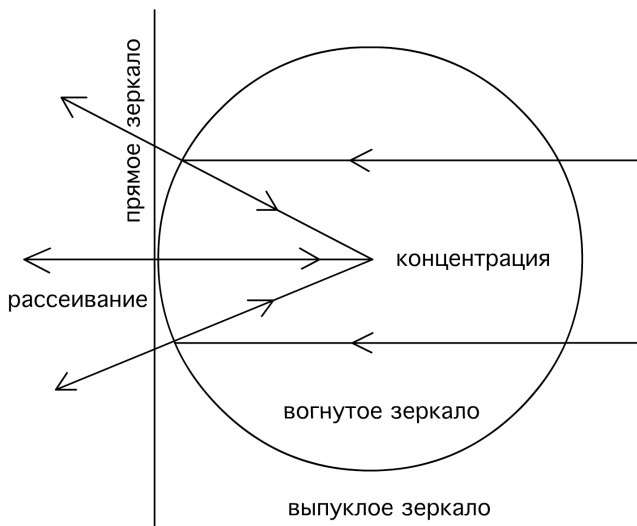 прямое зеркало
концентрация
рассеивание
вогнутое зеркало
выпуклое зеркало